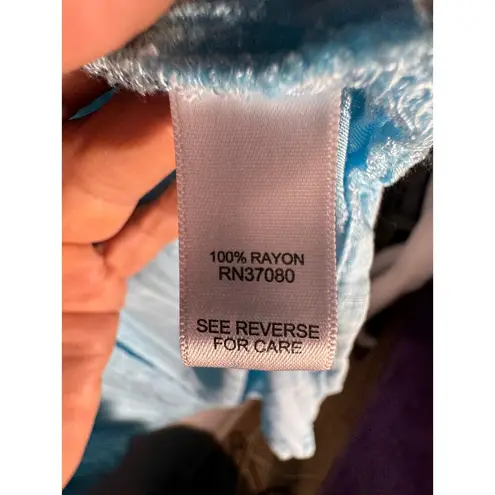 100% RAYON
RN37080
SEE REVERSE
FOR CARE